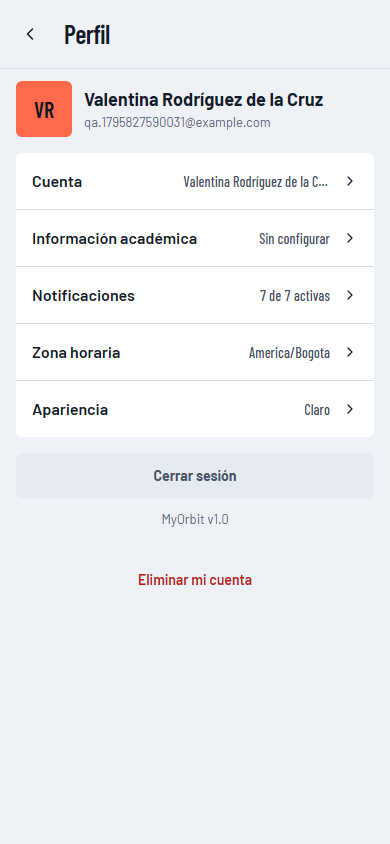 Perfil
VR
Valentina Rodríguez de la Cruz
qa.1795827590031@example.com
Cuenta Valentina Rodríguez de la C...
Información académica Sin configurar
Notificaciones 7 de 7 activas
Zona horaria America/Bogota
Apariencia Claro
Cerrar sesión
MyOrbit v1.0
Eliminar mi cuenta